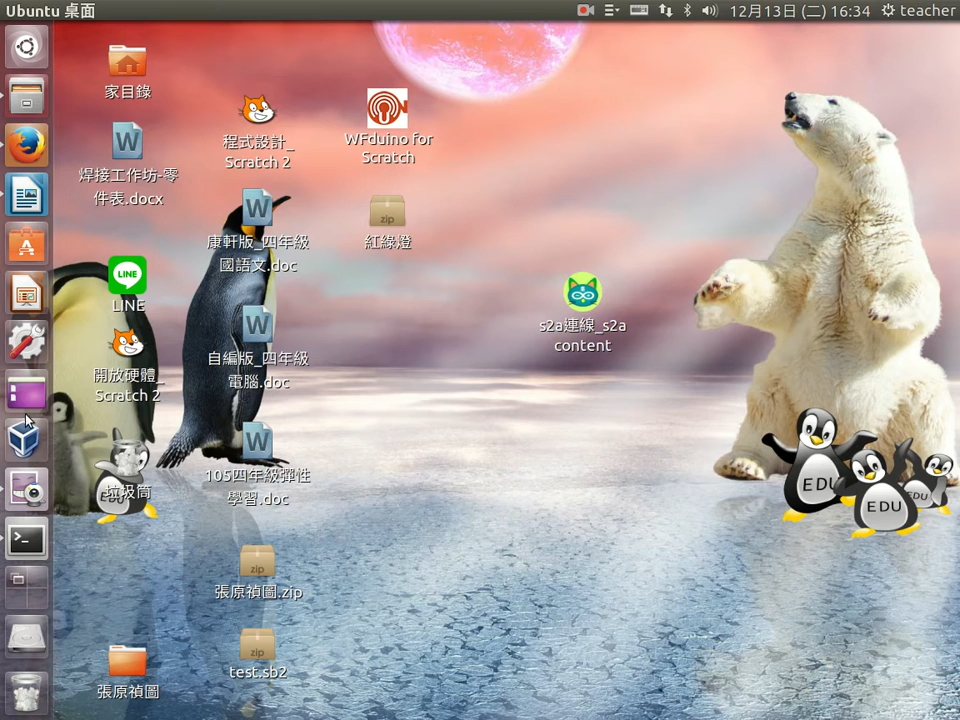 Ubuntu 桌面
12月13日 (二) 16:34
teacher
家目錄
焊接工作坊-零
件表.docx
LINE
LINE
開放硬體_
Scratch 2
垃圾筒
張原禎圖
程式設計_
Scratch 2
康軒版_四年級
國語文.doc
自編版_四年級
電腦.doc
105四年級彈性
學習.doc
zip
張原禎圖.zip
zip
test.sb2
WFduino for
Scratch
zip
紅綠燈
s2a連線_s2a
content
W
W
W
W
A
>_
EDU
EDU
EDU
EDU